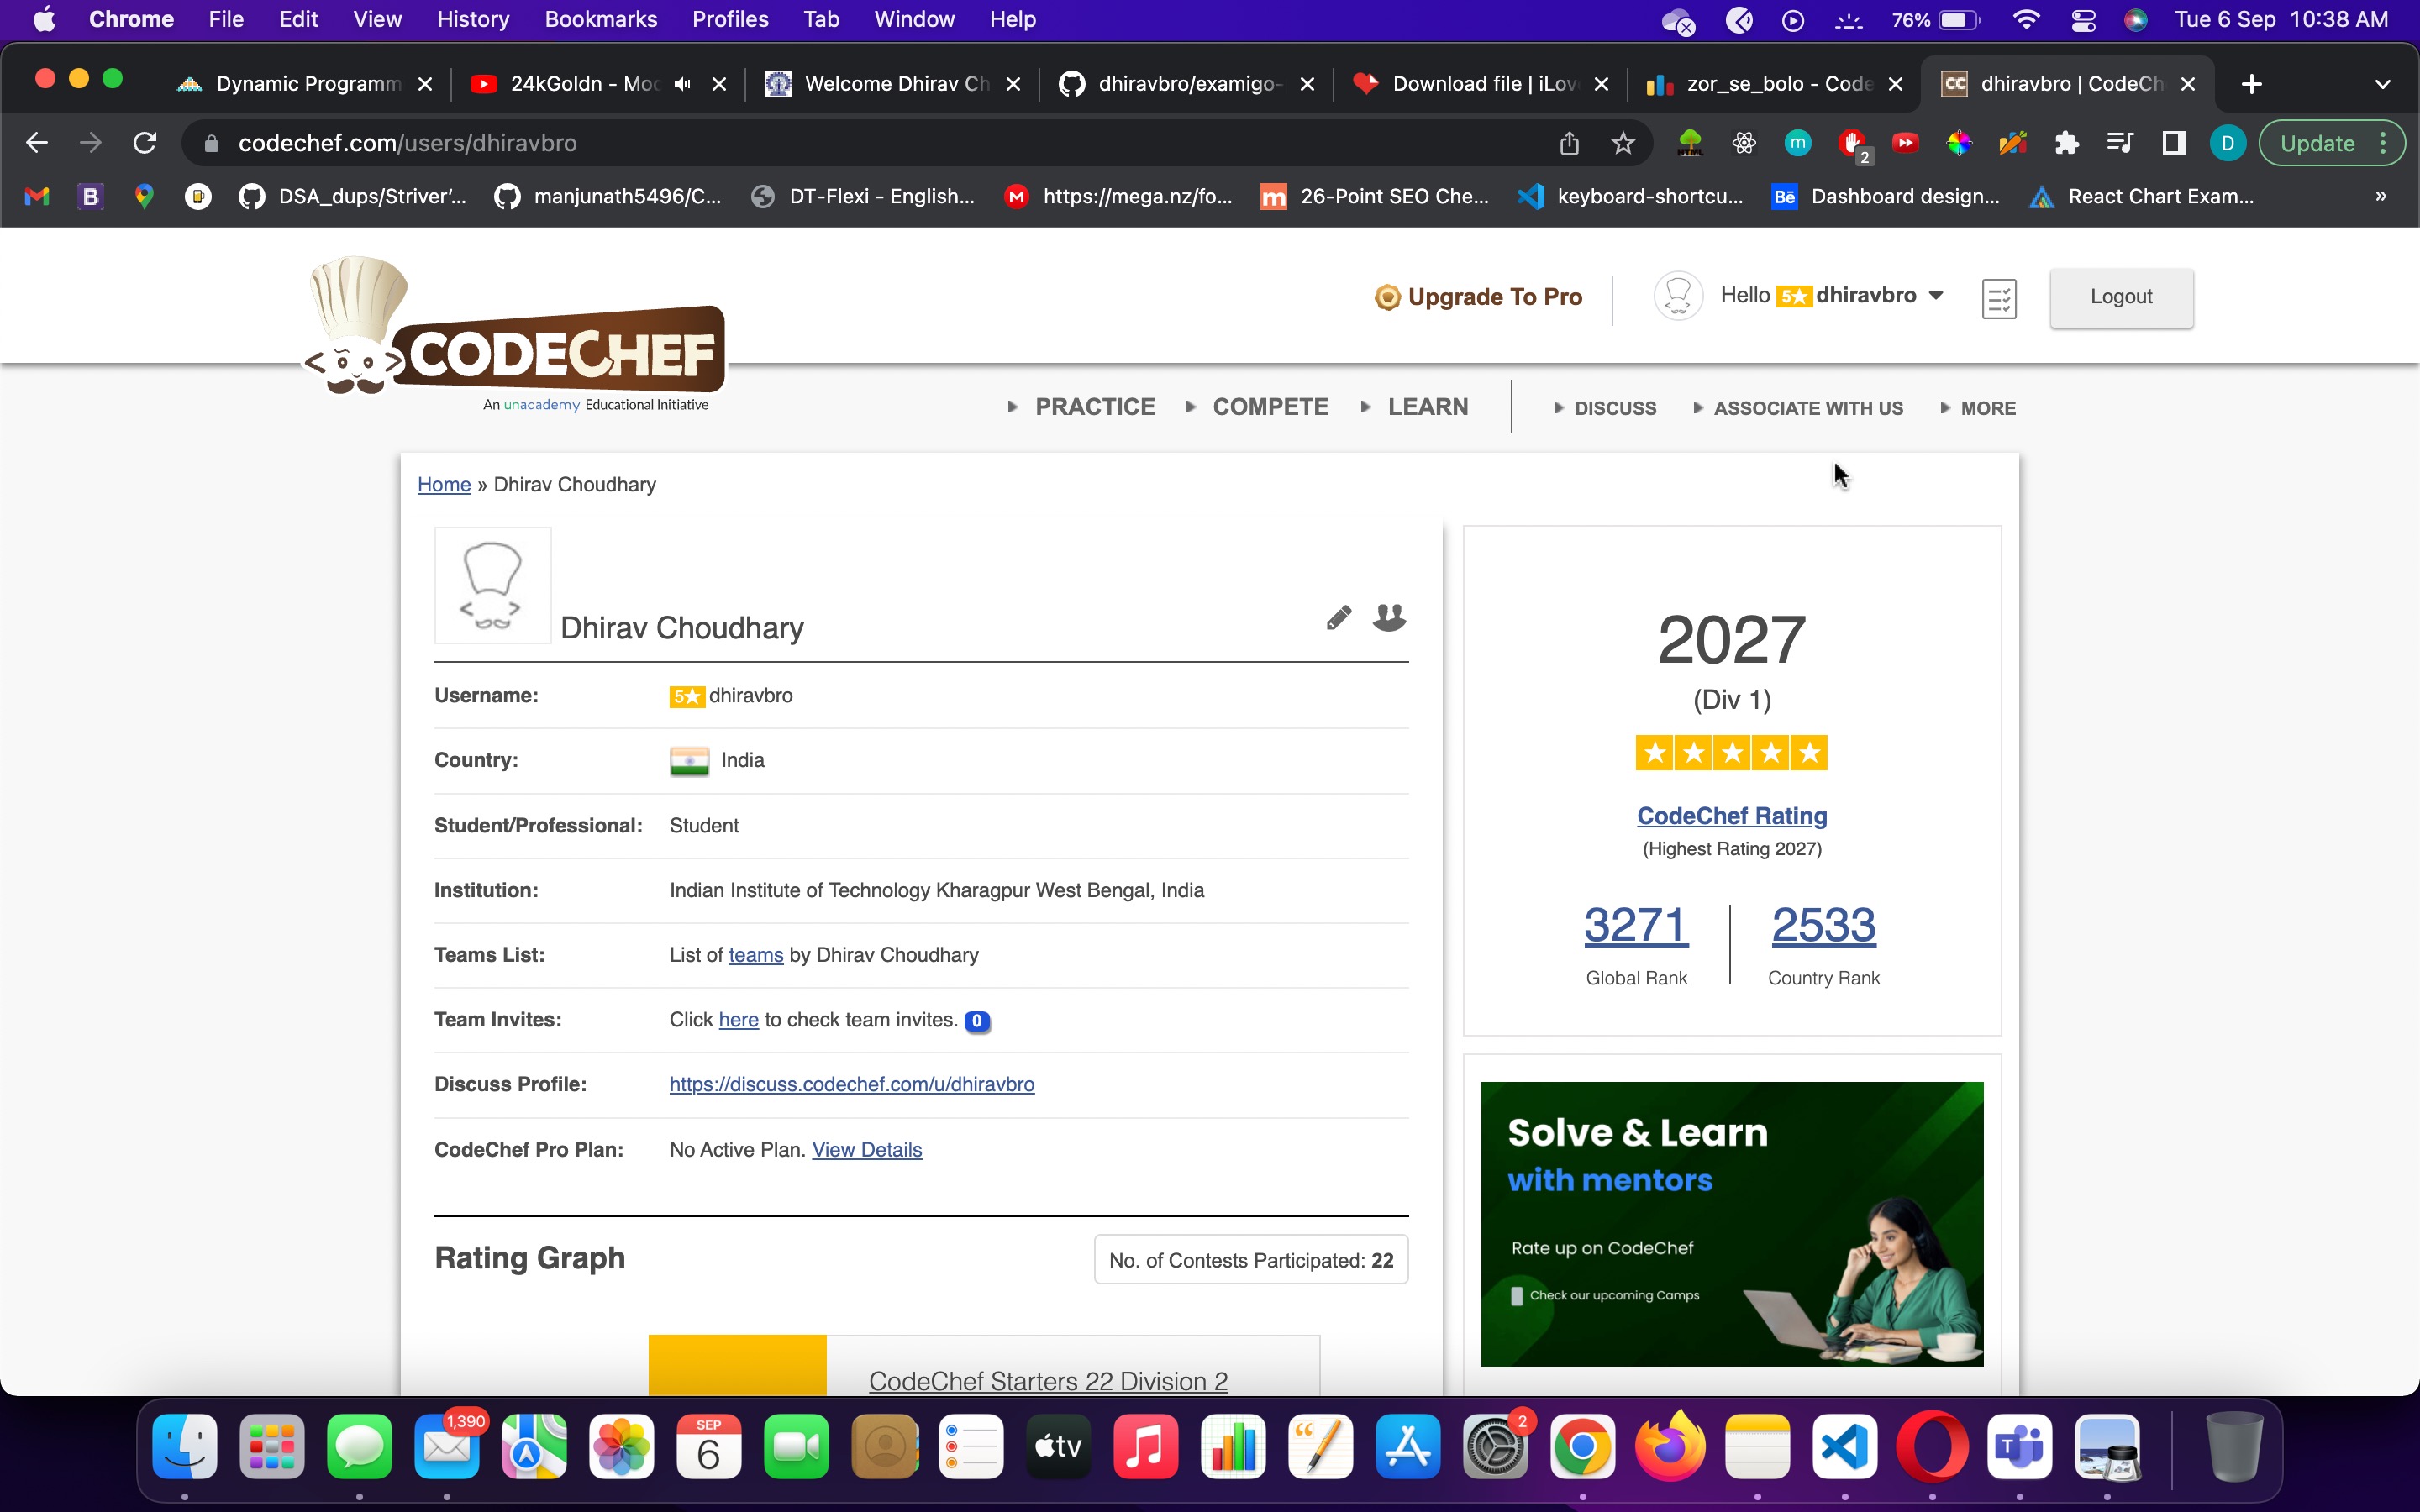 Chrome File Edit View History Bookmarks Profiles Tab Window Help 76% Tue 6 Sep 10:38 AM
Dynamic Programm 24kGoldn - Moo Welcome Dhirav Ch dhiravbro/examigo- Download file | iLov zor_se_bolo - Code dhiravbro | CodeCh
codechef.com/users/dhiravbro m 2 D Update
B DSA_dups/Striver'... manjunath5496/C... DT-Flexi - English... M https://mega.nz/fo... m 26-Point SEO Che... keyboard-shortcu... Bē Dashboard design... React Chart Exam... »
Upgrade To Pro Hello 5★ dhiravbro Logout
CODECHEF
An unacademy Educational Initiative
PRACTICE COMPETE LEARN DISCUSS ASSOCIATE WITH US MORE
Home » Dhirav Choudhary
Dhirav Choudhary
Username: 5★ dhiravbro
Country: India
Student/Professional: Student
Institution: Indian Institute of Technology Kharagpur West Bengal, India
Teams List: List of teams by Dhirav Choudhary
Team Invites: Click here to check team invites. 0
Discuss Profile: https://discuss.codechef.com/u/dhiravbro
CodeChef Pro Plan: No Active Plan. View Details
Rating Graph No. of Contests Participated: 22
CodeChef Starters 22 Division 2
2027
(Div 1)
★★★★★
CodeChef Rating
(Highest Rating 2027)
3271 2533
Global Rank Country Rank
Solve & Learn
with mentors
Rate up on CodeChef
Check our upcoming Camps
1,390 SEP 6 tv 2 T